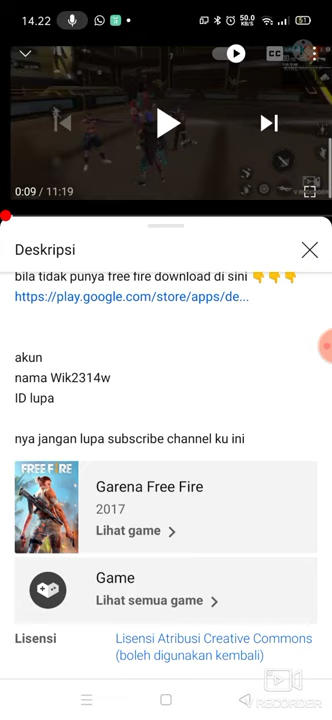 14.22
50.0
KB/S
51
CC
0:09 / 11:19
Deskripsi
bila tidak punya free fire download di sini 👇👇👇
https://play.google.com/store/apps/de...
akun
nama Wik2314w
ID lupa
nya jangan lupa subscribe channel ku ini
FREE FIRE
Garena Free Fire
2017
Lihat game
Game
Lihat semua game
Lisensi
Lisensi Atribusi Creative Commons
(boleh digunakan kembali)
RECORDER